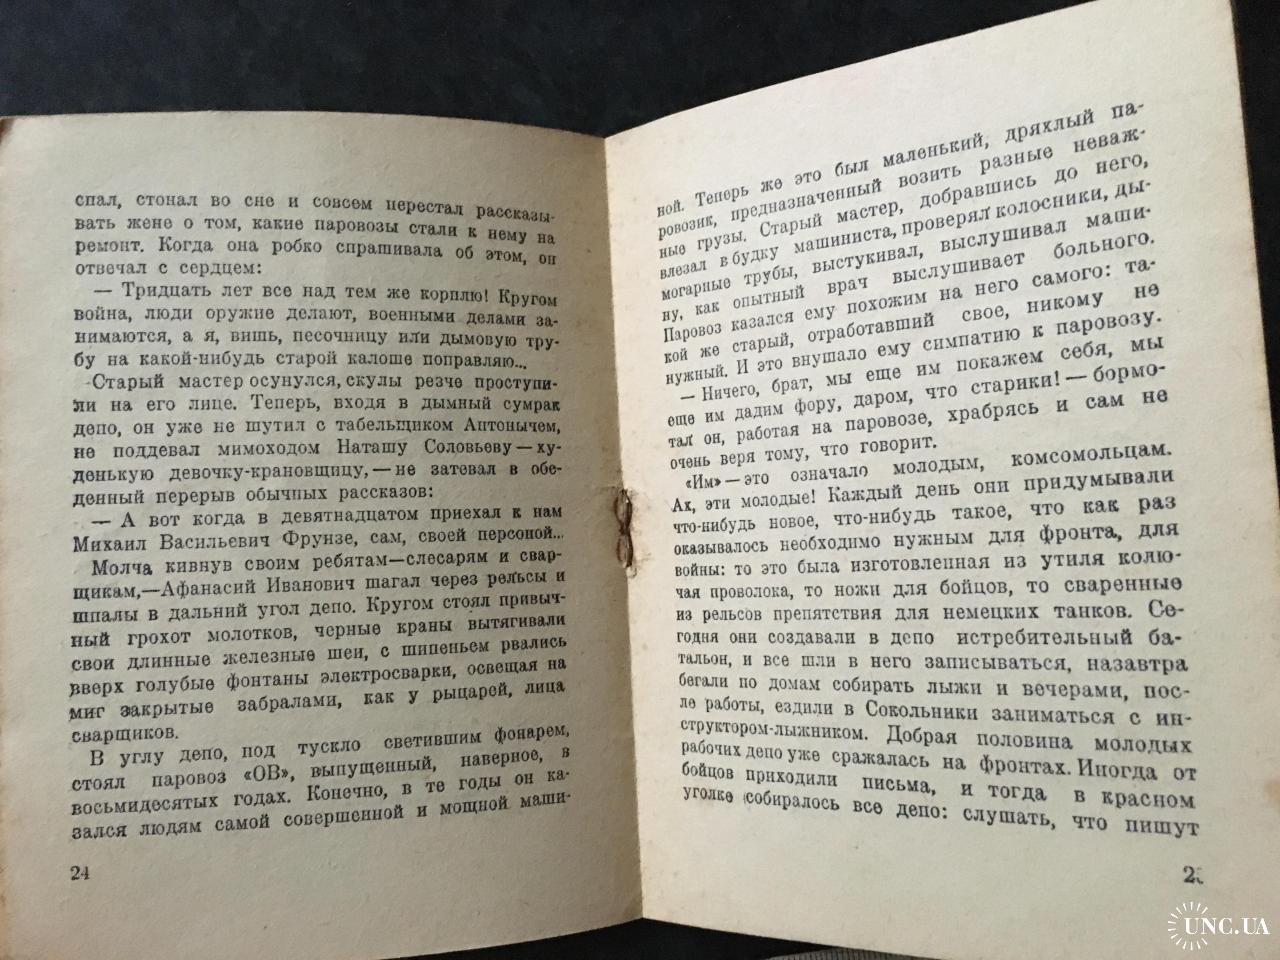 спал, стонал во сне и совсем перестал рассказы-
вать жене о том, какие паровозы стали к нему на
ремонт. Когда она робко спрашивала об этом, он
отвечал с сердцем:
— Тридцать лет все над тем же корплю! Кругом
война, люди оружие делают, военными делами за-
нимаются, а я, вишь, песочницу или дымовую тру-
бу на какой-нибудь старой калоше поправляю...
Старый мастер осунулся, скулы резче проступи-
ли на его лице. Теперь, входя в дымный сумрак
депо, он уже не шутил с табельщиком Антонычем,
не поддевал мимоходом Наташу Соловьеву — ху-
денькую девочку-крановщицу, — не затевал в обе-
денный перерыв обычных рассказов:
— А вот когда в девятнадцатом приехал к нам
Михаил Васильевич Фрунзе, сам, своей персоной...
Молча кивнув своим ребятам—слесарям и свар-
щикам,—Афанасий Иванович шагал через рельсы и
шпалы в дальний угол депо. Кругом стоял привыч-
ный грохот молотков, черные краны вытягивали
свои длинные железные шеи, с шипеньем рвались
вверх голубые фонтаны электросварки, освещая на
миг закрытые забралами, как у рыцарей, лица
сварщиков.
В углу депо, под тускло светившим фонарем,
стоял паровоз «ОВ», выпущенный, наверное, в
восьмидесятых годах. Конечно, в те годы он ка-
зался людям самой совершенной и мощной маши-
24
ной. Теперь же это был маленький, дряхлый па-
ровозик, предназначенный возить разные неваж-
ные грузы. Старый мастер, добравшись до него,
влезал в будку машиниста, проверял колосники, ды-
могарные трубы, выстукивал, выслушивал маши-
ну, как опытный врач выслушивает больного.
Паровоз казался ему похожим на него самого: та-
кой же старый, отработавший свое, никому не
нужный. И это внушало ему симпатию к паровозу.
— Ничего, брат, мы еще им покажем себя, мы
еще им дадим фору, даром, что старики! — бормо-
тал он, работая на паровозе, храбрясь и сам не
очень веря тому, что говорит.
«Им» — это означало молодым, комсомольцам.
Ах, эти молодые! Каждый день они придумывали
что-нибудь новое, что-нибудь такое, что как раз
оказывалось необходимо нужным для фронта, для
войны: то это была изготовленная из утиля колю-
чая проволока, то ножи для бойцов, то сваренные
из рельсов препятствия для немецких танков. Се-
годня они создавали в депо истребительный ба-
тальон, и все шли в него записываться, назавтра
бегали по домам собирать лыжи и вечерами, пос-
ле работы, ездили в Сокольники заниматься с ин-
структором-лыжником. Добрая половина молодых
рабочих депо уже сражалась на фронтах. Иногда от
бойцов приходили письма, и тогда в красном
уголке собиралось все депо: слушать, что пишут
UNC.UA